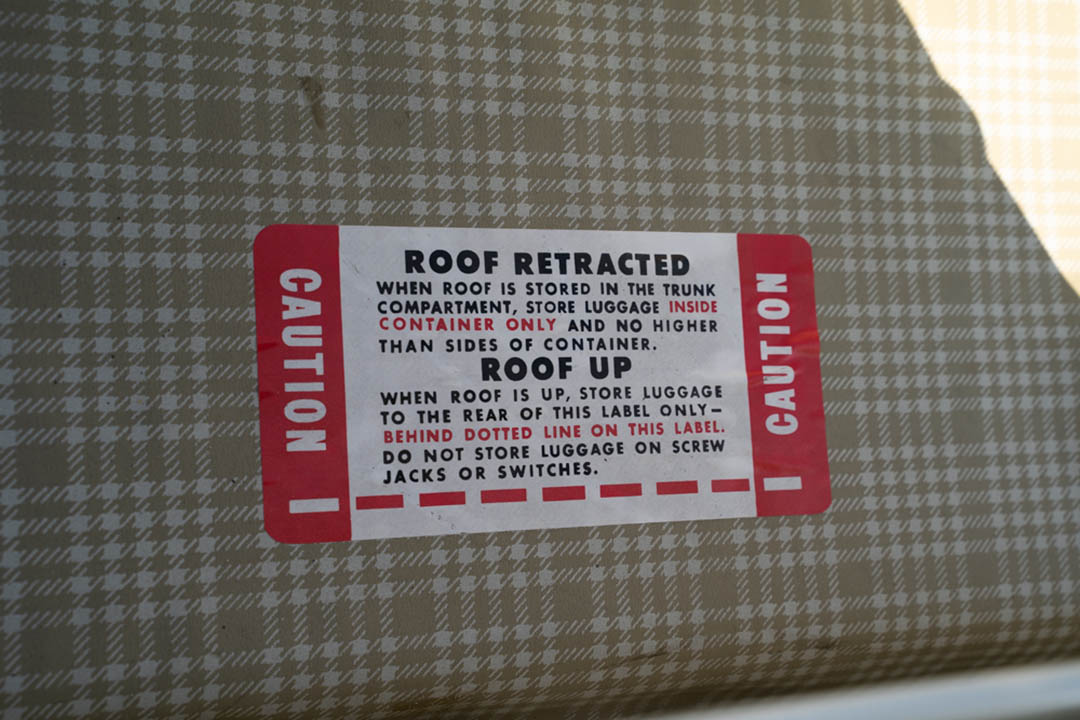 CAUTION
ROOF RETRACTED
WHEN ROOF IS STORED IN THE TRUNK
COMPARTMENT, STORE LUGGAGE INSIDE
CONTAINER ONLY AND NO HIGHER
THAN SIDES OF CONTAINER.
ROOF UP
WHEN ROOF IS UP, STORE LUGGAGE
TO THE REAR OF THIS LABEL ONLY–
BEHIND DOTTED LINE ON THIS LABEL.
DO NOT STORE LUGGAGE ON SCREW
JACKS OR SWITCHES.
CAUTION